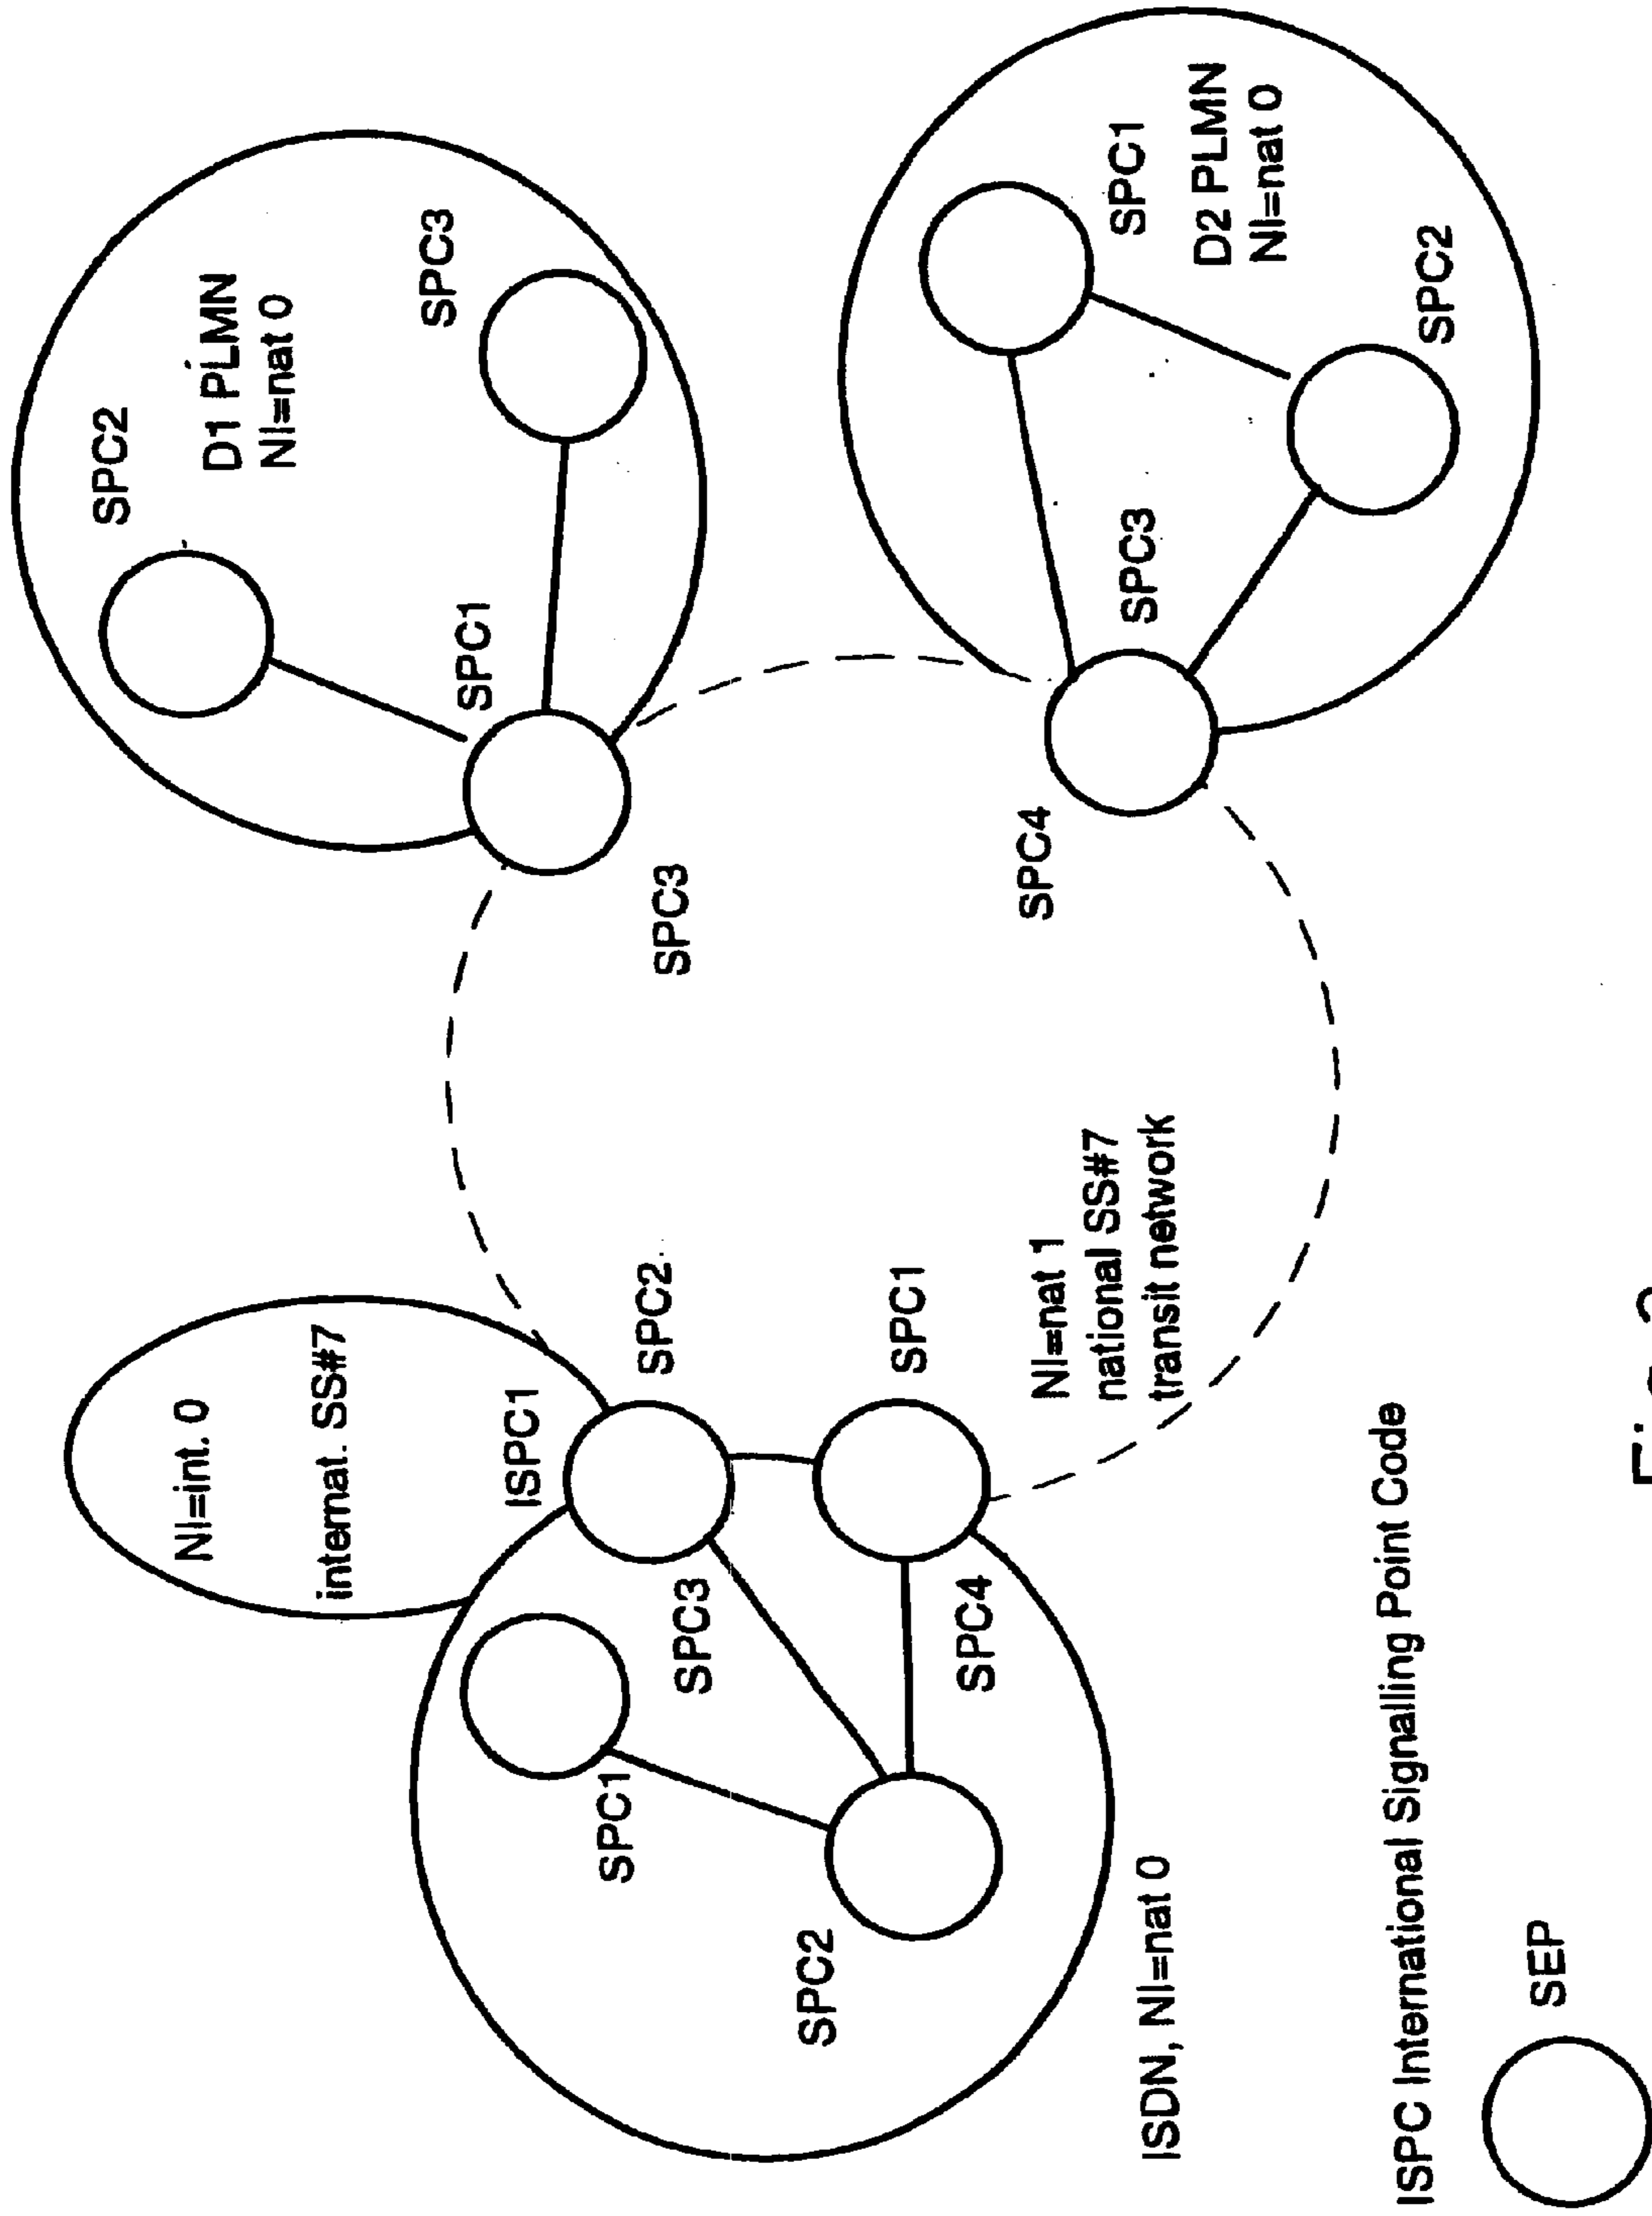 NI=int. 0
internat. SS#7
ISPC1
SPC2
SPC3
SPC1
SPC2
SPC1
SPC4
ISDN, NI=nat 0
NI=nat 1
national SS#7
transit network
SPC2
D1 PLMN
NI=nat 0
SPC3
SPC1
SPC3
SPC4
SPC3
SPC1
D2 PLMN
NI=nat 0
SPC2
ISPC International Signalling Point Code
SEP